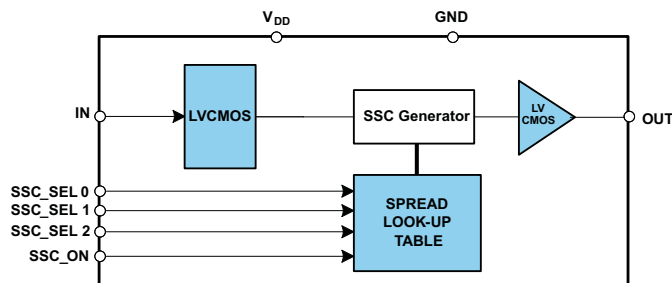 VDD
GND
IN
LVCMOS
SSC Generator
LV
CMOS
OUT
SSC_SEL 0
SSC_SEL 1
SSC_SEL 2
SSC_ON
SPREAD
LOOK-UP
TABLE